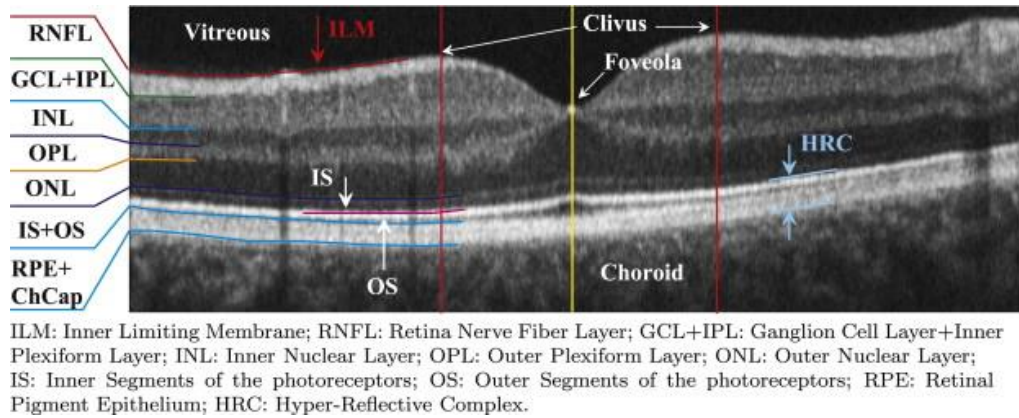 RNFL
Vitreous
ILM
Clivus
GCL+IPL
Foveola
INL
OPL
HRC
IS
ONL
IS+OS
RPE+
ChCap
OS
Choroid
ILM: Inner Limiting Membrane; RNFL: Retina Nerve Fiber Layer; GCL+IPL: Ganglion Cell Layer+Inner
Plexiform Layer; INL: Inner Nuclear Layer; OPL: Outer Plexiform Layer; ONL: Outer Nuclear Layer;
IS: Inner Segments of the photoreceptors; OS: Outer Segments of the photoreceptors; RPE: Retinal
Pigment Epithelium; HRC: Hyper-Reflective Complex.